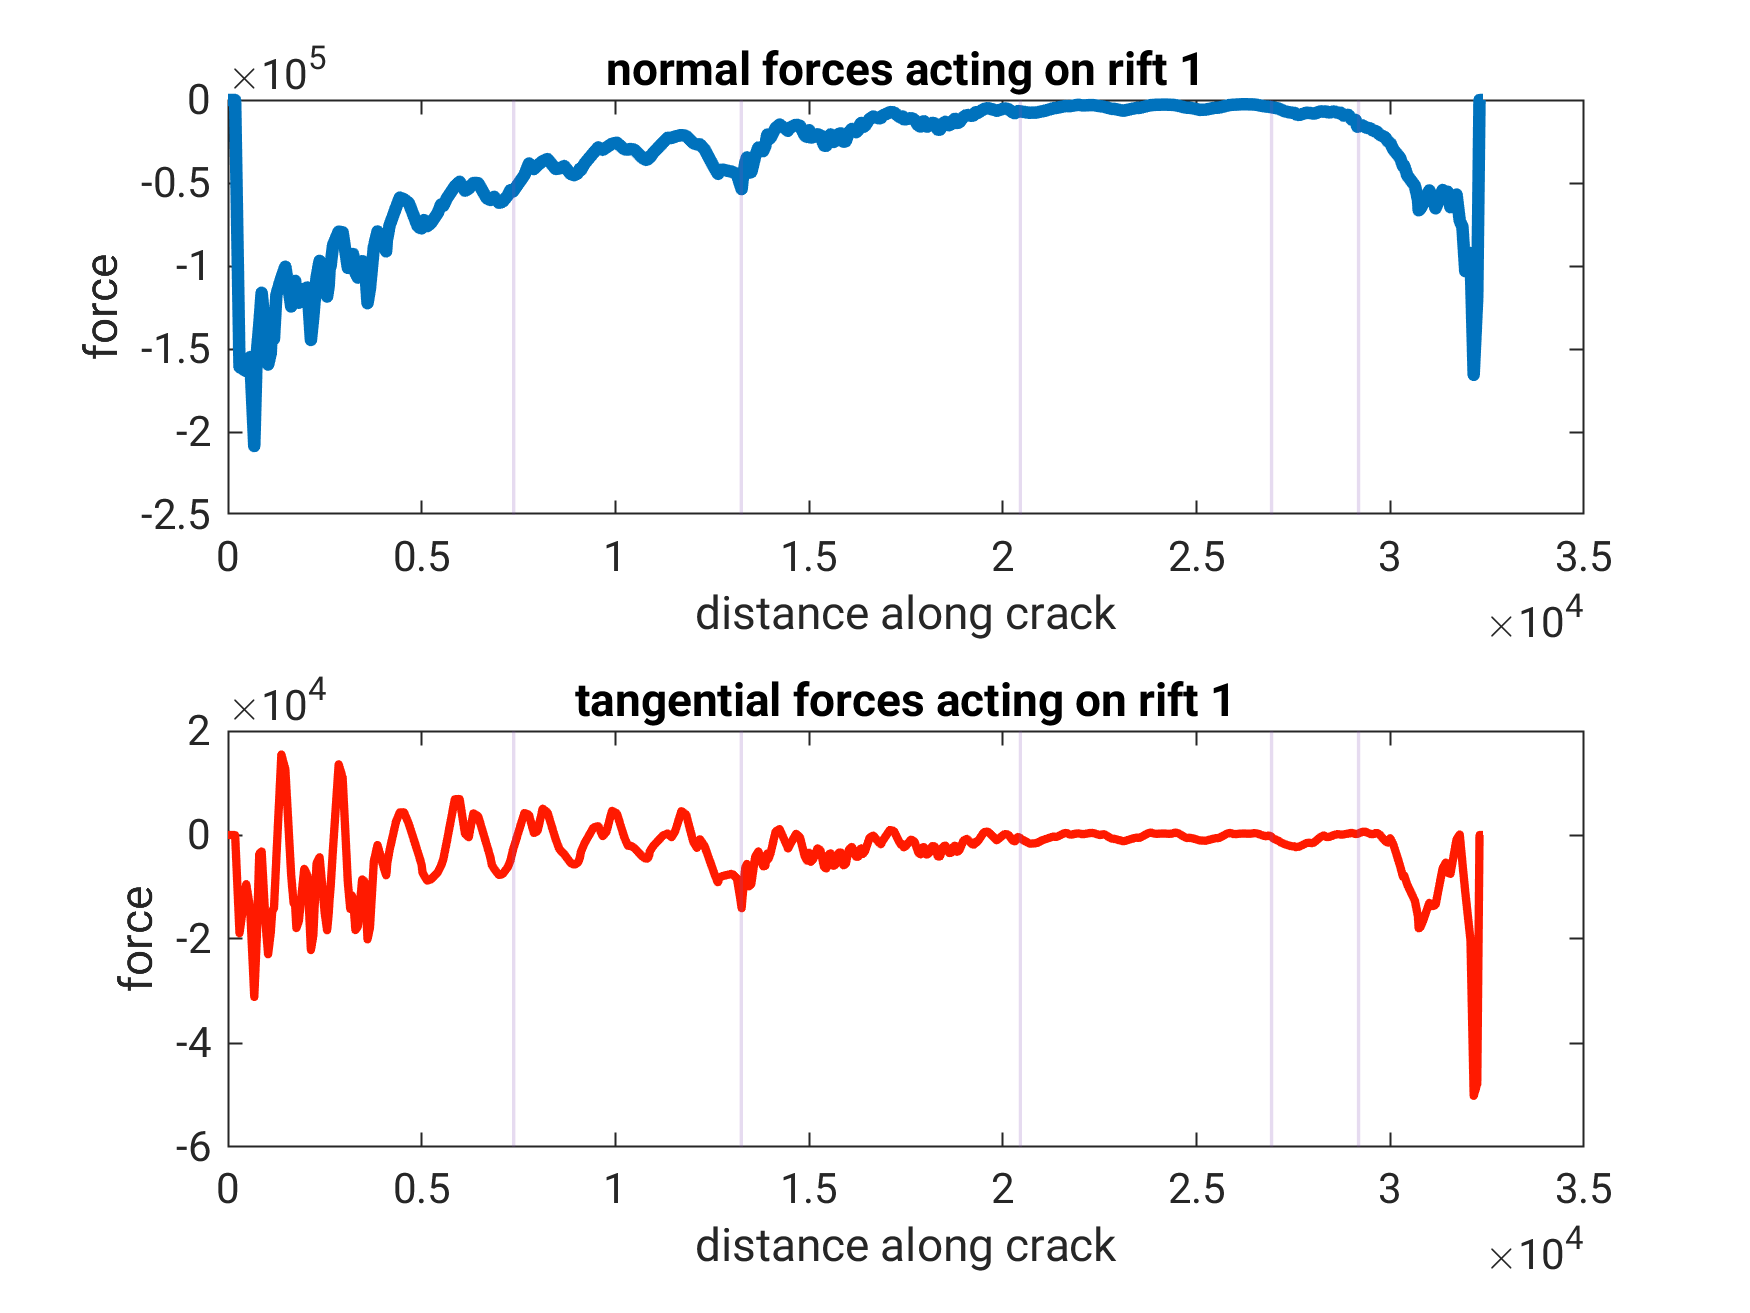 ×10^5
normal forces acting on rift 1
0
-0.5
-1
-1.5
-2
-2.5
force
0 0.5 1 1.5 2 2.5 3 3.5
distance along crack
×10^4
×10^4
tangential forces acting on rift 1
2
0
-2
-4
-6
force
0 0.5 1 1.5 2 2.5 3 3.5
distance along crack
×10^4